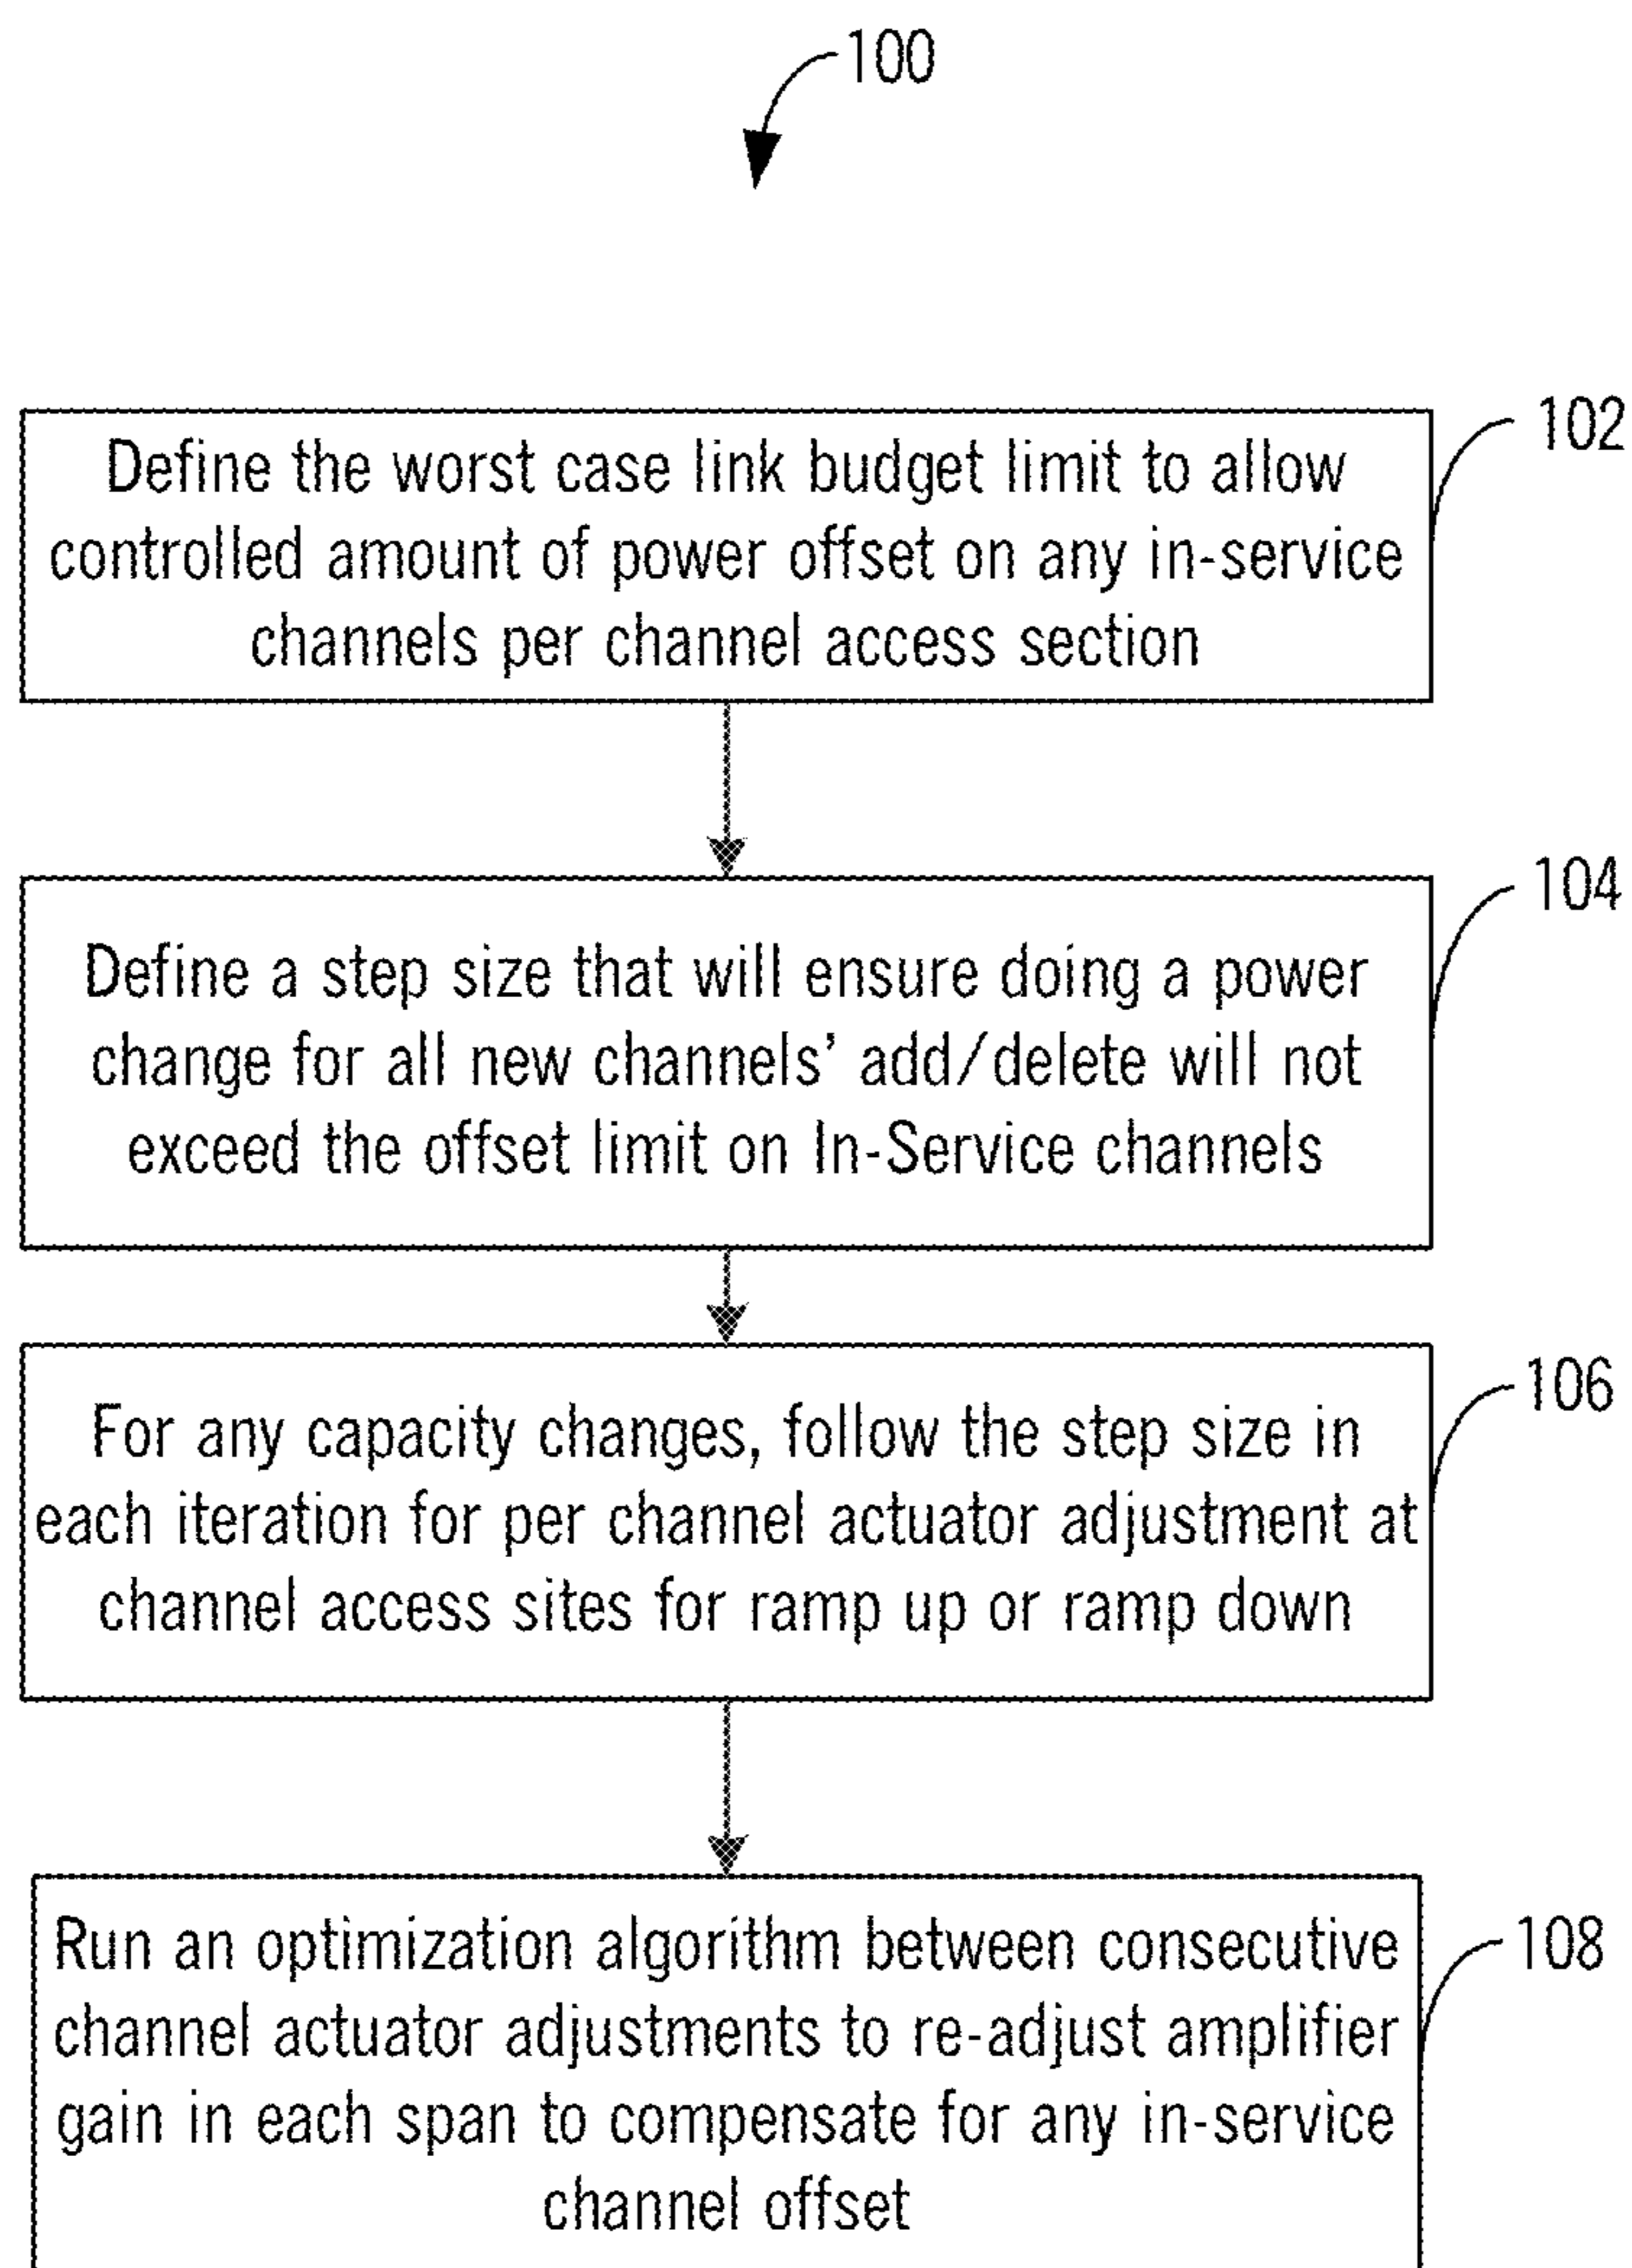 100
102
Define the worst case link budget limit to allow
controlled amount of power offset on any in-service
channels per channel access section
104
Define a step size that will ensure doing a power
change for all new channels’ add/delete will not
exceed the offset limit on In-Service channels
106
For any capacity changes, follow the step size in
each iteration for per channel actuator adjustment at
channel access sites for ramp up or ramp down
108
Run an optimization algorithm between consecutive
channel actuator adjustments to re-adjust amplifier
gain in each span to compensate for any in-service
channel offset